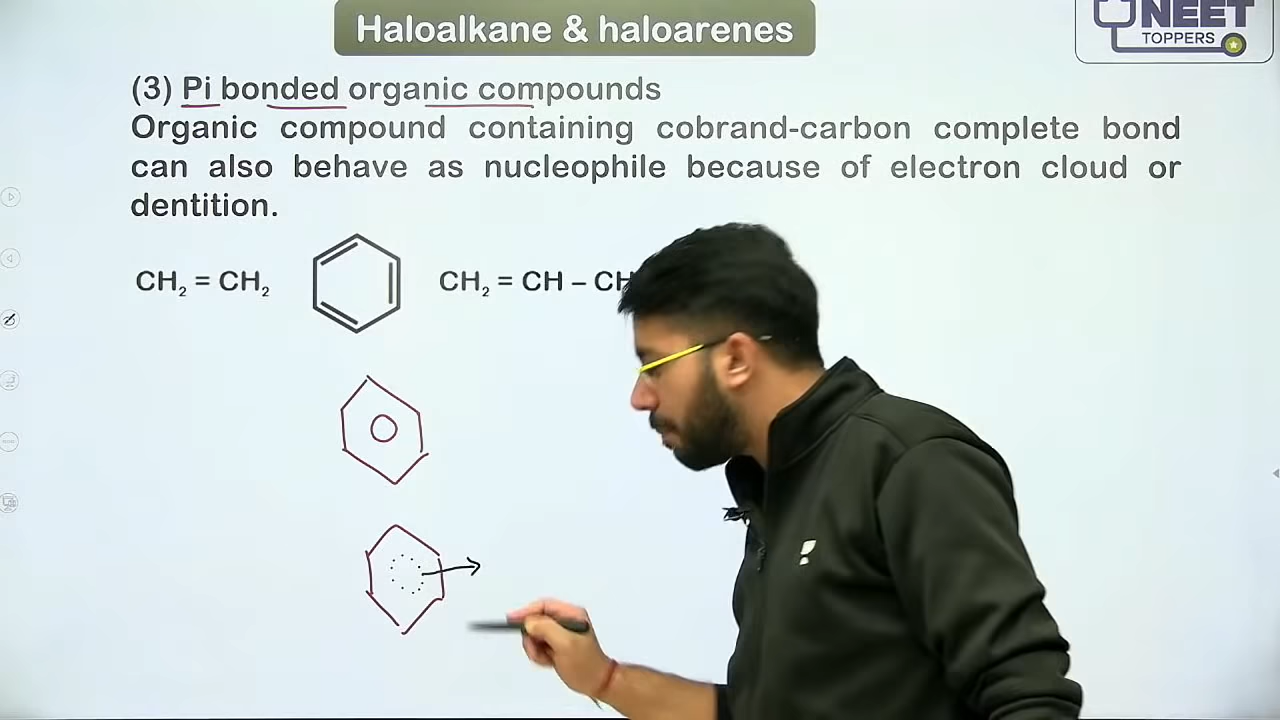 Haloalkane & haloarenes
NEET
TOPPERS
(3) Pi bonded organic compounds
Organic compound containing cobrand-carbon complete bond
can also behave as nucleophile because of electron cloud or
dentition.
CH₂ = CH₂ CH₂ = CH – CH